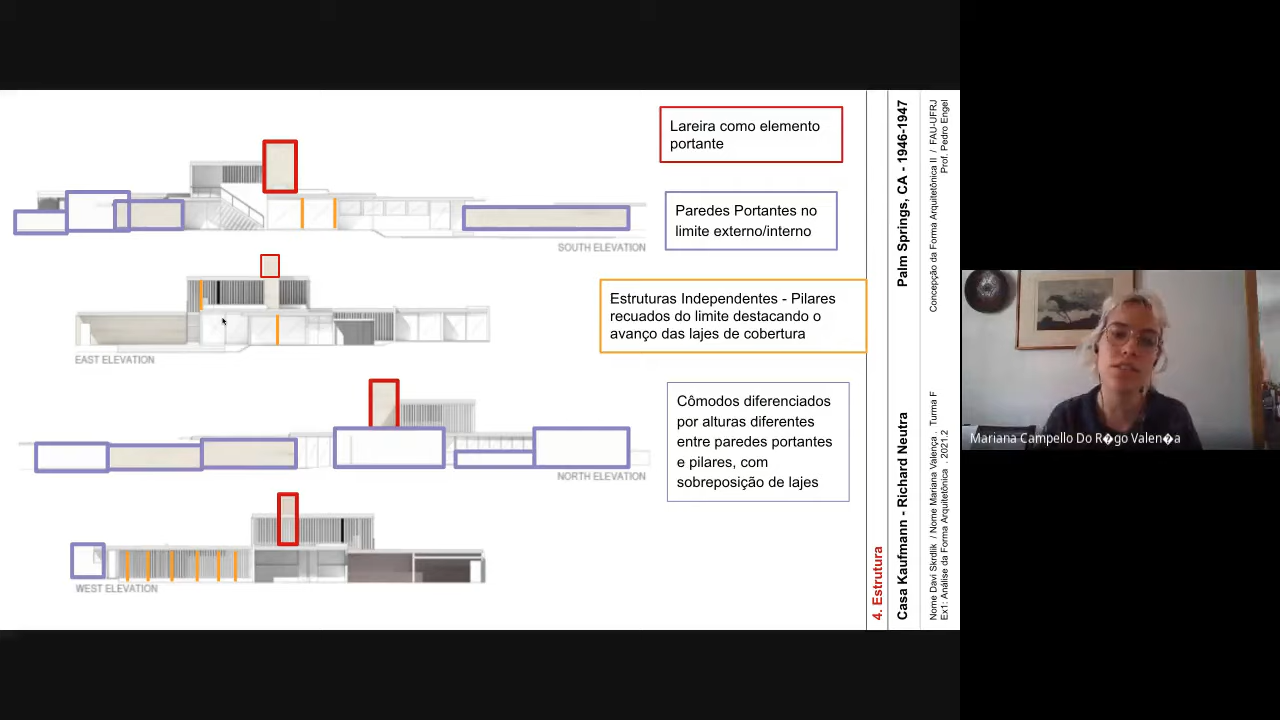 Lareira como elemento
portante
Paredes Portantes no
limite externo/interno
SOUTH ELEVATION
Estruturas Independentes - Pilares
recuados do limite destacando o
avanço das lajes de cobertura
EAST ELEVATION
Cômodos diferenciados
por alturas diferentes
entre paredes portantes
e pilares, com
sobreposição de lajes
NORTH ELEVATION
WEST ELEVATION
4. Estrutura
Casa Kaufmann - Richard Neutra
Palm Springs, CA - 1946-1947
Nome Davi Skrdlik / Nome Mariana Valença . Turma F
Ex1: Análise da Forma Arquitetônica . 2021.2
Concepção da Forma Arquitetônica II / FAU-UFRJ
Prof. Pedro Engel
Mariana Campello Do R�go Valen�a